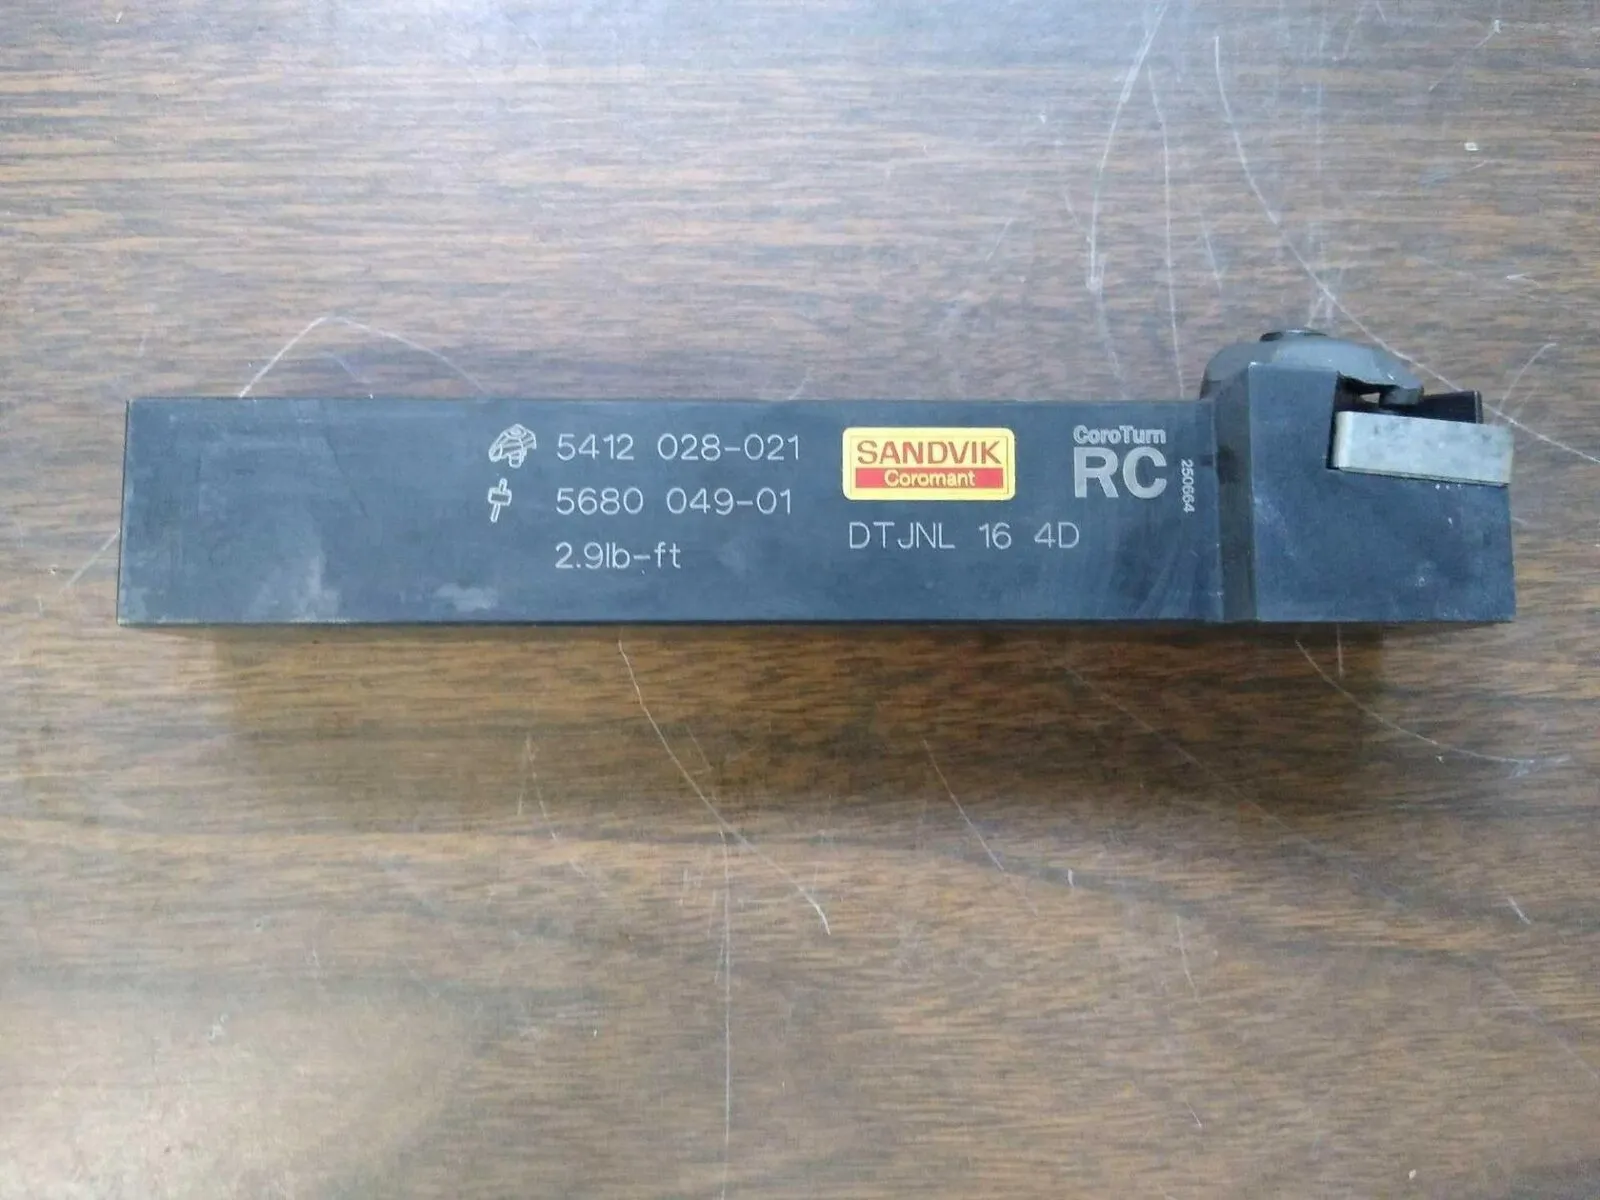 5412 028-021
5680 049-01
2.9lb-ft
SANDVIK
Coromant
DTJNL 16 4D
CoroTurn
RC
250664